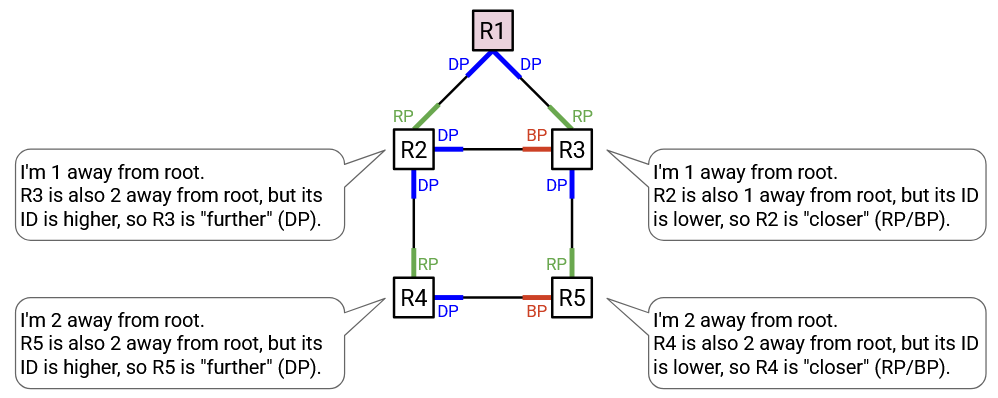 R1
DP
DP
RP
RP
R2
DP
BP
R3
DP
DP
I'm 1 away from root.
R3 is also 2 away from root, but its
ID is higher, so R3 is "further" (DP).
I'm 1 away from root.
R2 is also 1 away from root, but its ID
is lower, so R2 is "closer" (RP/BP).
RP
RP
R4
DP
BP
R5
I'm 2 away from root.
R5 is also 2 away from root, but its
ID is higher, so R5 is "further" (DP).
I'm 2 away from root.
R4 is also 2 away from root, but its ID
is lower, so R4 is "closer" (RP/BP).